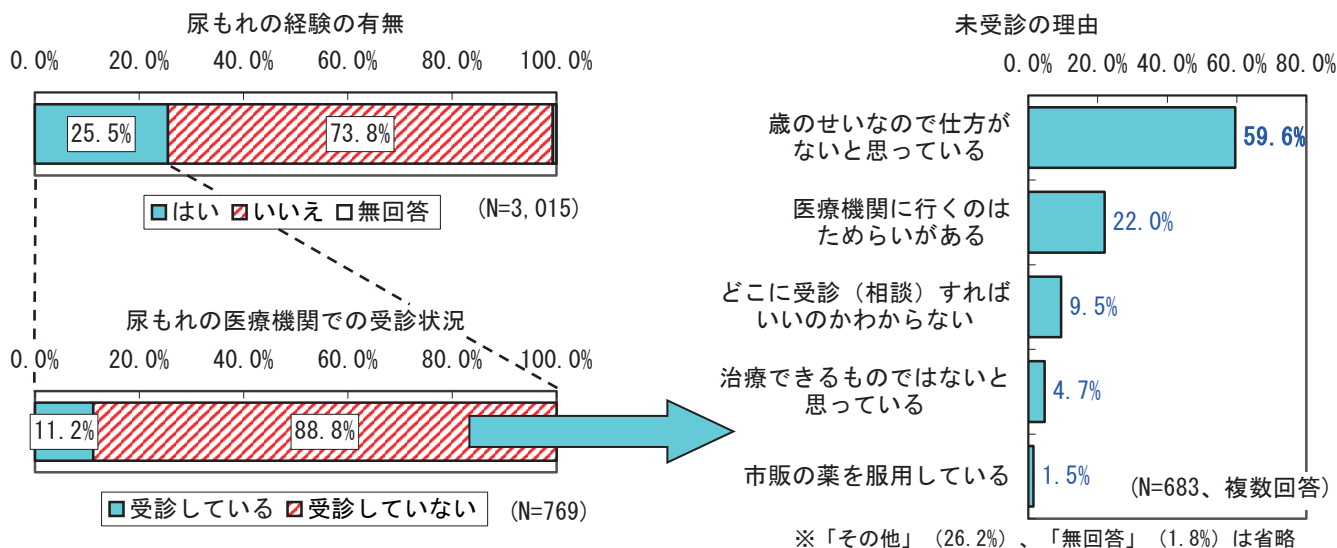 尿もれの経験の有無
0.0% 20.0% 40.0% 60.0% 80.0% 100.0%
25.5% 73.8%
はい いいえ 無回答 (N=3,015)
尿もれの医療機関での受診状況
0.0% 20.0% 40.0% 60.0% 80.0% 100.0%
11.2% 88.8%
受診している 受診していない (N=769)
未受診の理由
0.0% 20.0% 40.0% 60.0% 80.0%
歳のせいなので仕方が
ないと思っている
59.6%
医療機関に行くのは
ためらいがある
22.0%
どこに受診（相談）すれば
いいのかわからない
9.5%
治療できるものではないと
思っている
4.7%
市販の薬を服用している
1.5%
(N=683、複数回答)
※「その他」（26.2%）、「無回答」（1.8%）は省略